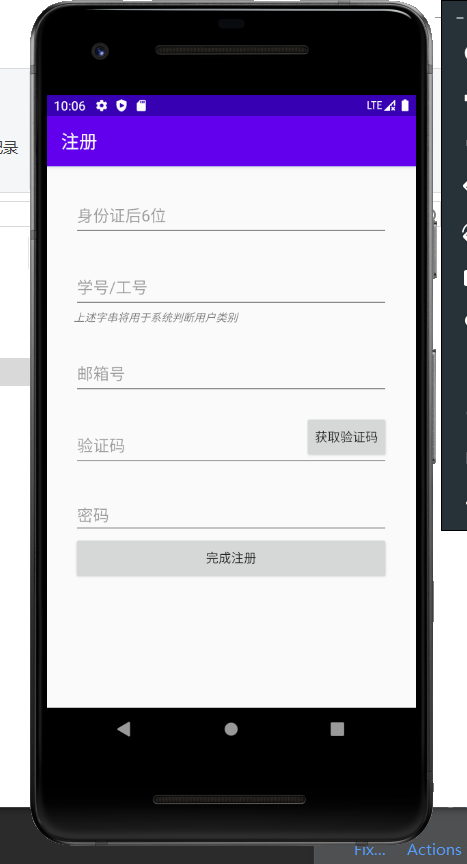 10:06
LTE
注册
记录
身份证后6位
学号/工号
上述字串将用于系统判断用户类别
邮箱号
获取验证码
验证码
密码
完成注册
Fix... Actions